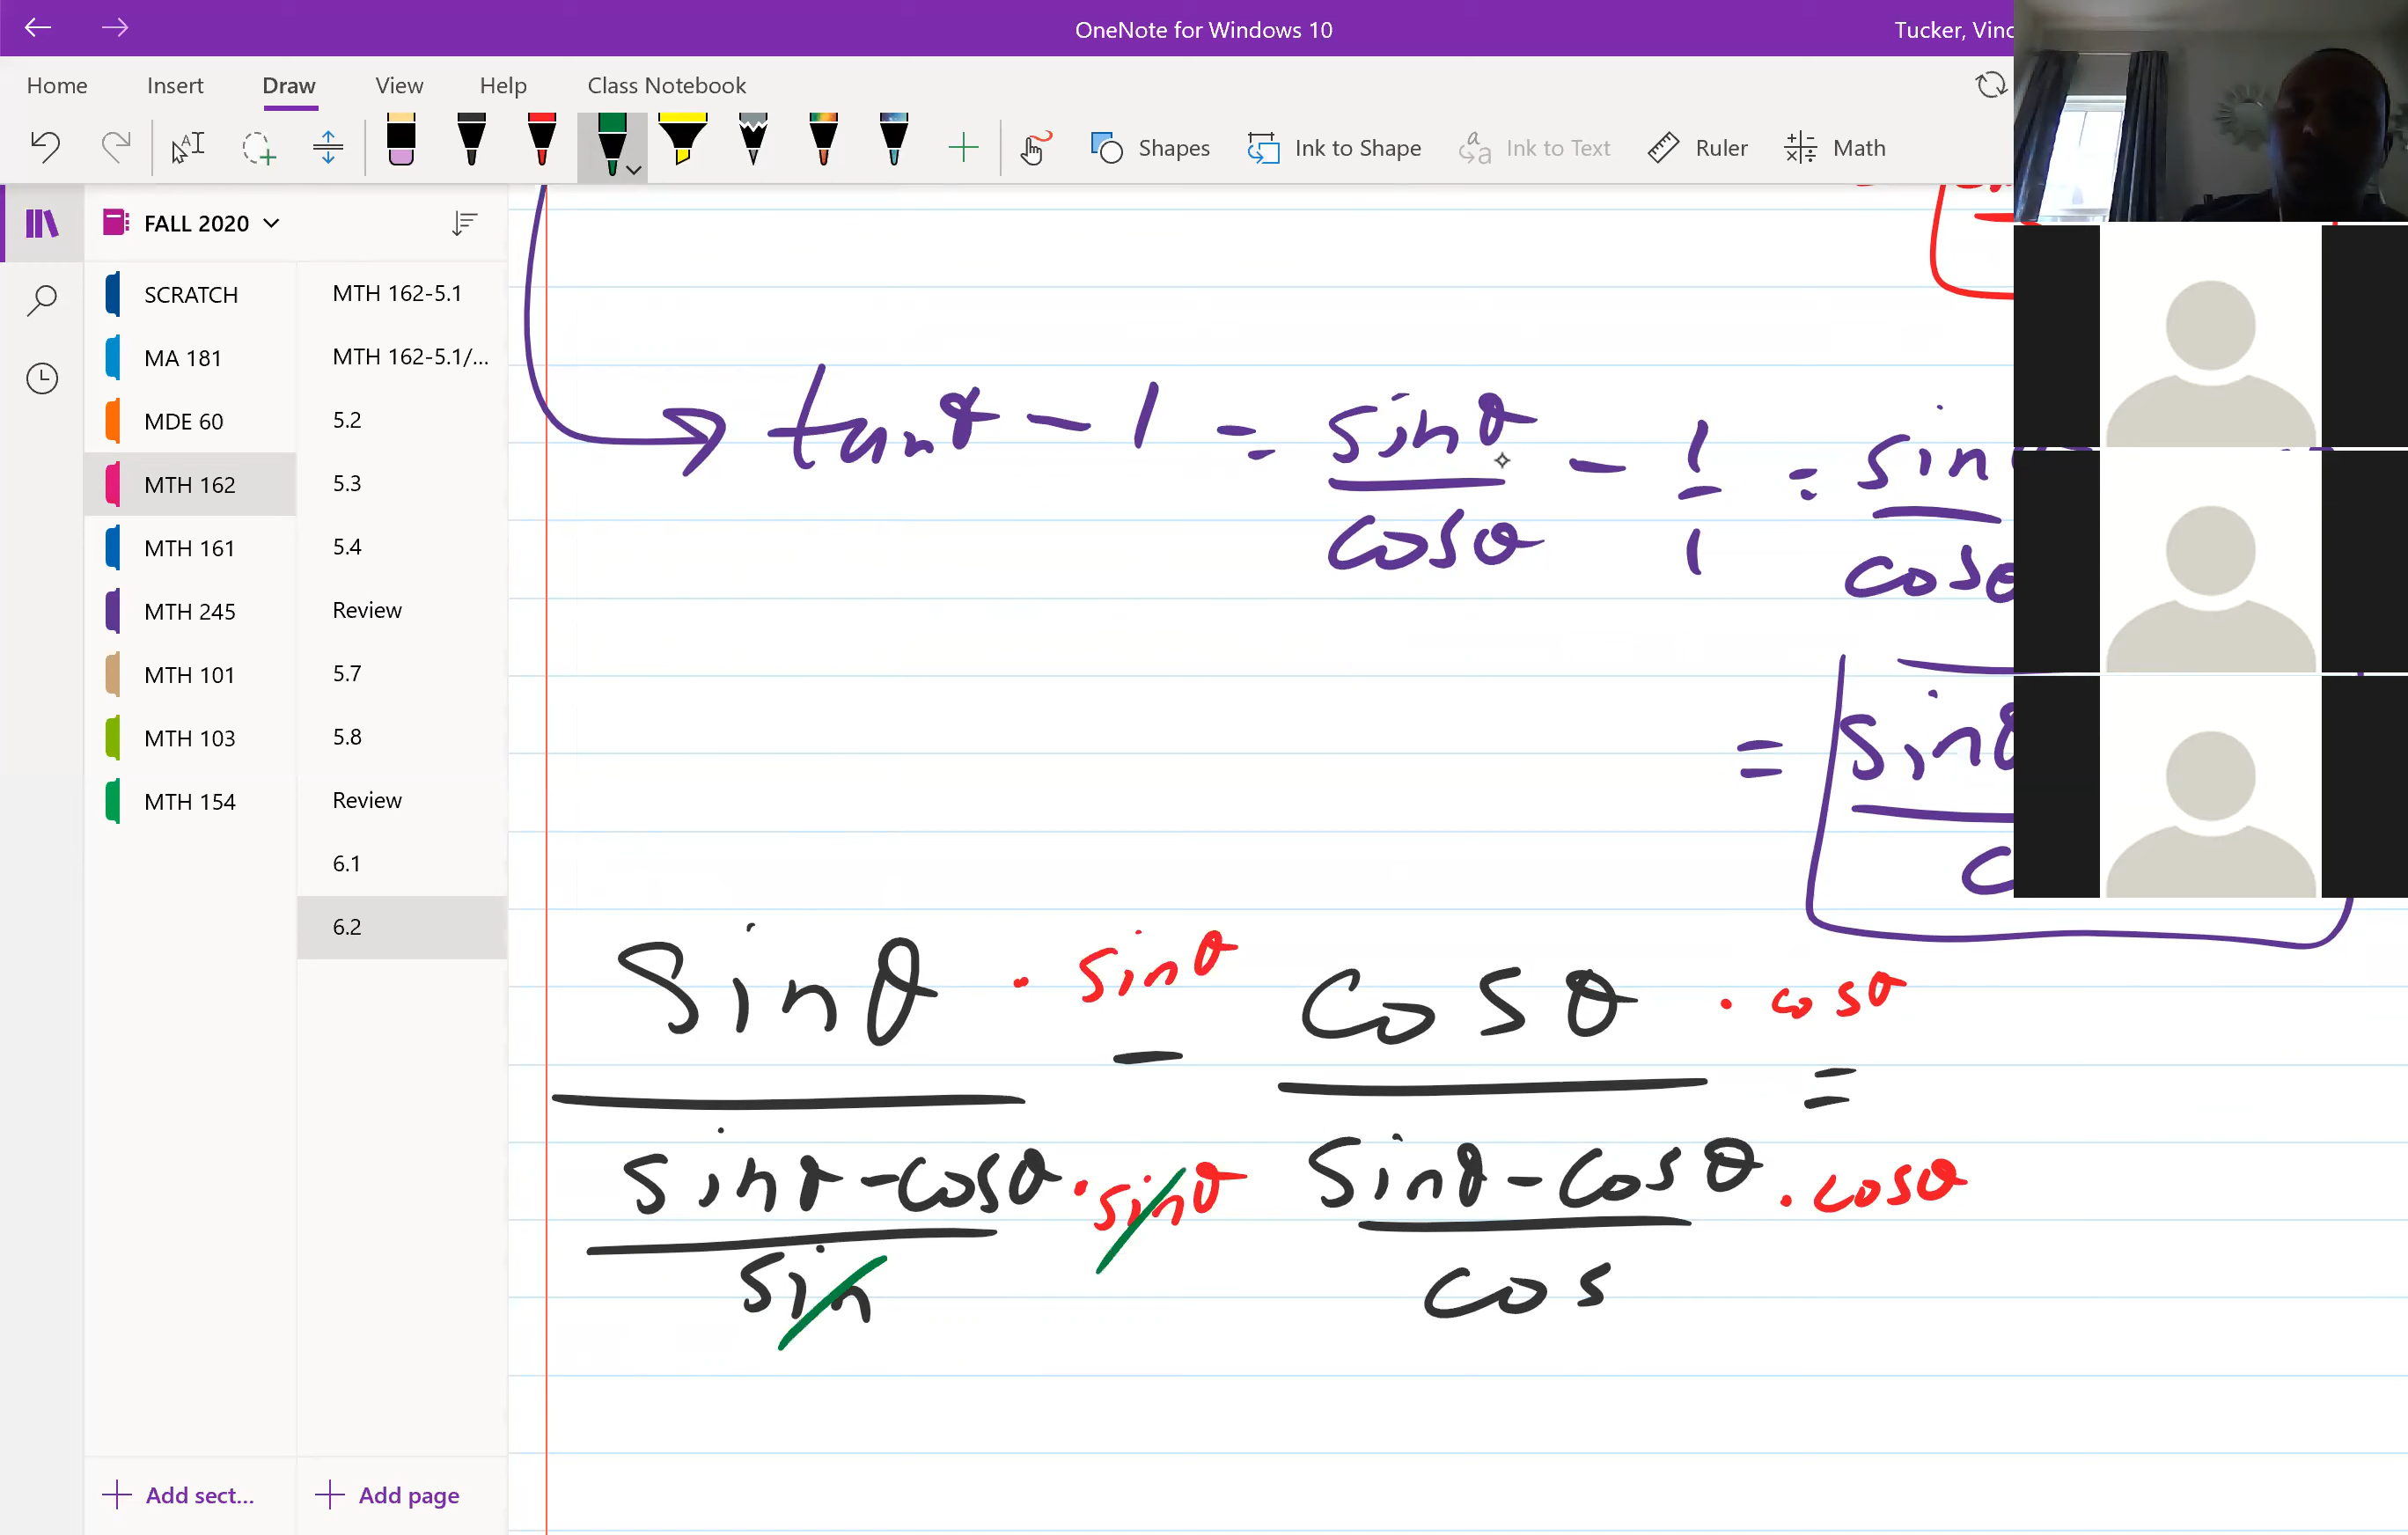 OneNote for Windows 10
Tucker, Vinc
Home Insert Draw View Help Class Notebook
Shapes Ink to Shape Ink to Text Ruler Math
FALL 2020
SCRATCH
MA 181
MDE 60
MTH 162
MTH 161
MTH 245
MTH 101
MTH 103
MTH 154
MTH 162-5.1
MTH 162-5.1/...
5.2
5.3
5.4
Review
5.7
5.8
Review
6.1
6.2
Add sect...
Add page
tanθ - 1 = sinθ - 1 = sin
cosθ 1 cosθ
= sinθ
c
sinθ · sinθ - cosθ · cosθ =
sinθ - cosθ · sinθ sinθ - cosθ · cosθ
sin cos